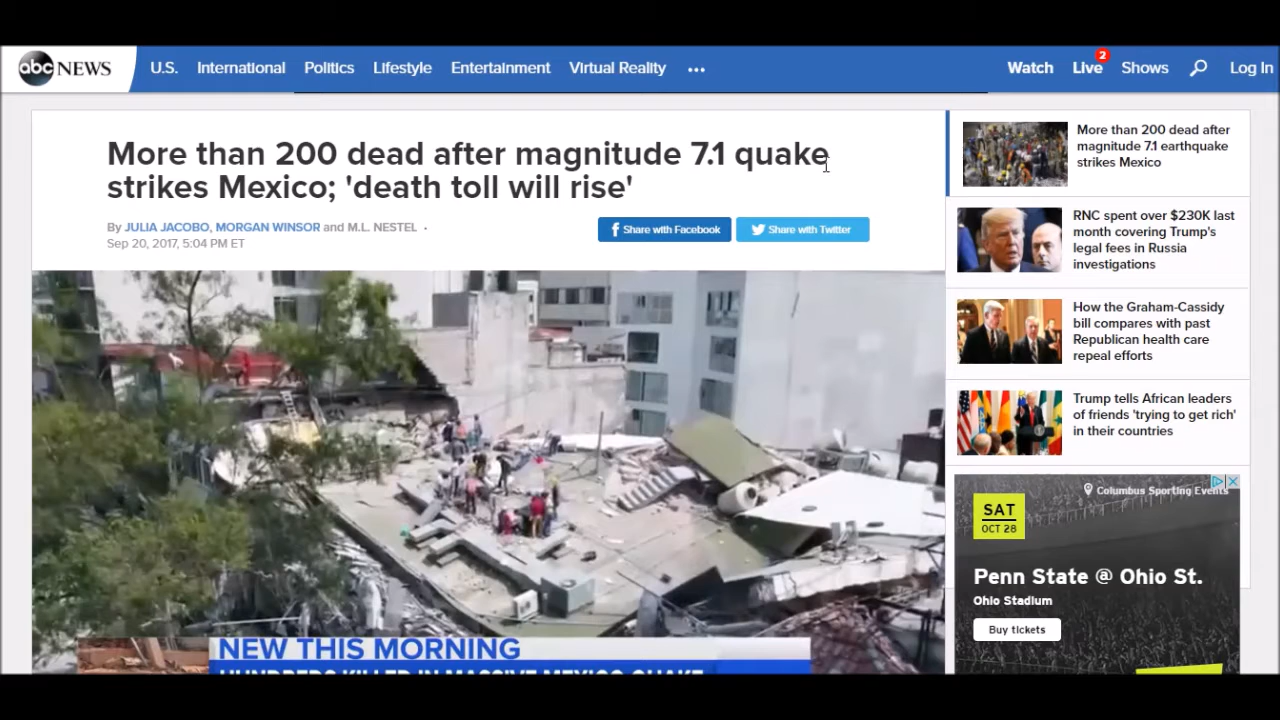 abc NEWS
U.S. International Politics Lifestyle Entertainment Virtual Reality ...
Watch Live 2 Shows Log In
More than 200 dead after magnitude 7.1 quake
strikes Mexico; 'death toll will rise'
By JULIA JACOBO, MORGAN WINSOR and M.L. NESTEL ·
Sep 20, 2017, 5:04 PM ET
Share with Facebook
Share with Twitter
NEW THIS MORNING
HUNDREDS KILLED IN MASSIVE MEXICO QUAKE
More than 200 dead after
magnitude 7.1 earthquake
strikes Mexico
RNC spent over $230K last
month covering Trump's
legal fees in Russia
investigations
How the Graham-Cassidy
bill compares with past
Republican health care
repeal efforts
Trump tells African leaders
of friends 'trying to get rich'
in their countries
Columbus Sporting Events
SAT
OCT 28
Penn State @ Ohio St.
Ohio Stadium
Buy tickets